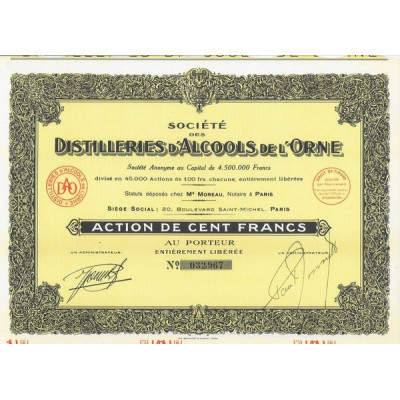 SOCIÉTÉ
DES
DISTILLERIES D'ALCOOLS DE L'ORNE
Société Anonyme au Capital de 4.500.000 Francs
divisé en 45.000 Actions de 100 frs chacune, entièrement libérées
Statuts déposés chez Me MOREAU, Notaire à PARIS
SIÈGE SOCIAL: 20, BOULEVARD SAINT-MICHEL, PARIS
DAO
ACTION DE CENT FRANCS
AU PORTEUR
ENTIÈREMENT LIBÉRÉE
UN ADMINISTRATEUR
UN ADMINISTRATEUR
No 032967